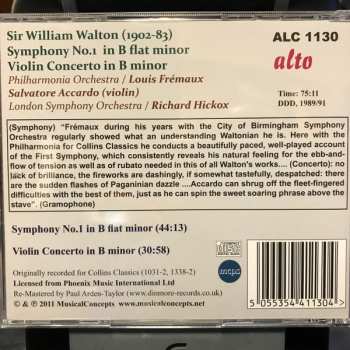 Sir William Walton (1902-83)
ALC 1130
Symphony No.1 in B flat minor
Violin Concerto in B minor
alto
Philharmonia Orchestra / Louis Frémaux
Salvatore Accardo (violin)
Time: 75:11
London Symphony Orchestra / Richard Hickox
DDD, 1989/91
(Symphony) "Frémaux during his years with the City of Birmingham Symphony
Orchestra regularly showed what an understanding Waltonian he is. Here with the
Philharmonia for Collins Classics he conducts a beautifully paced, well-played account
of the First Symphony, which consistently reveals his natural feeling for the ebb-and-
flow of tension as well as of rubato needed in this of all Walton's works. (Concerto): no
lack of brilliance, the fireworks are dashingly, if somewhat tastefully, despatched: there
are the sudden flashes of Paganinian dazzle ....Accardo can shrug off the fleet-fingered
difficulties with the best of them, just as he can spin the sweet soaring phrase above the
stave". (Gramophone)
Symphony No.1 in B flat minor (44:13)
Violin Concerto in B minor (30:58)
mcps
Originally recorded for Collins Classics (1031-2, 1338-2)
Licensed from Phoenix Music International Ltd
Re-Mastered by Paul Arden-Taylor (www.dinmore-records.co.uk)
© & ℗ 2011 MusicalConcepts. www.musicalconcepts.net
5 055354 411304 >